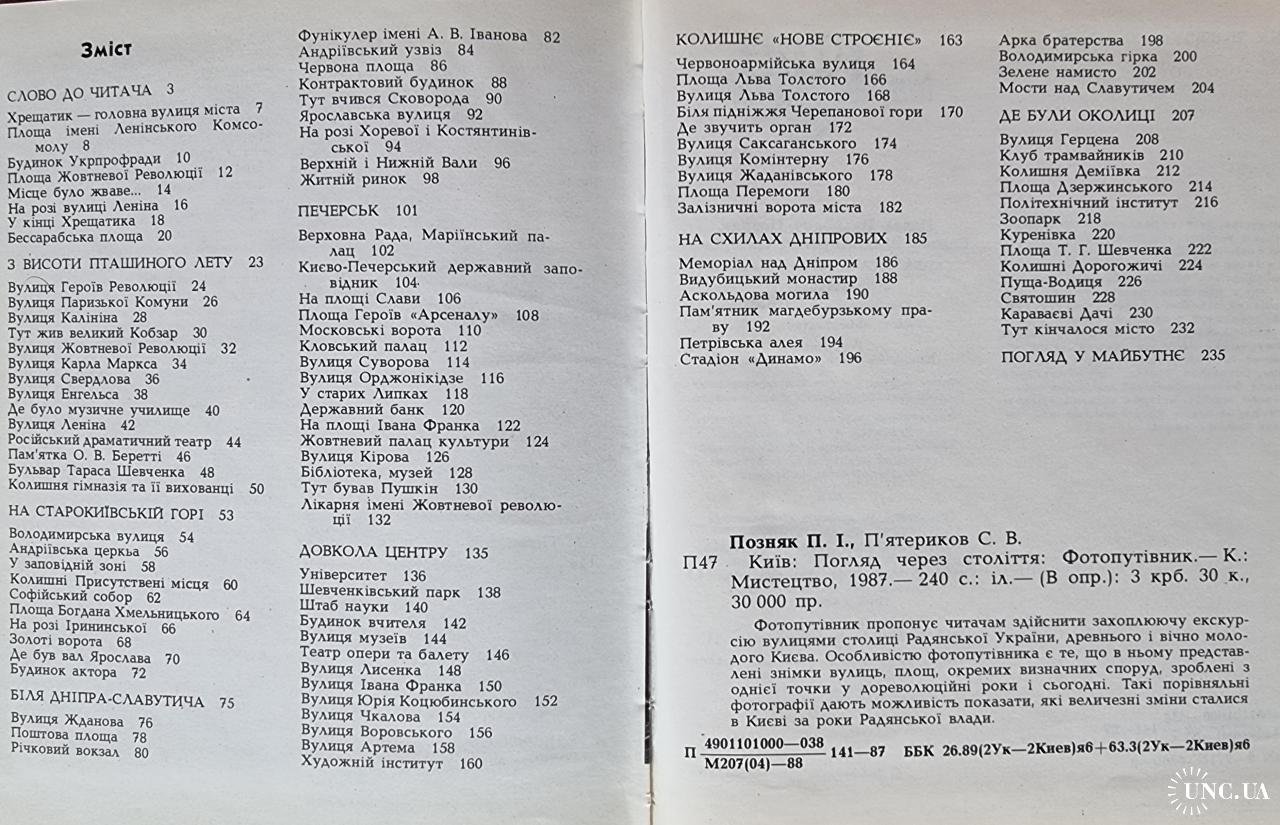 Зміст
СЛОВО ДО ЧИТАЧА 3
Хрещатик — головна вулиця міста 7
Площа імені Ленінського Комсо-
молу 8
Будинок Укрпрофради 10
Площа Жовтневої Революції 12
Місце було жваве... 14
На розі вулиці Леніна 16
У кінці Хрещатика 18
Бессарабська площа 20
З ВИСОТИ ПТАШИНОГО ЛЕТУ 23
Вулиця Героїв Революції 24
Вулиця Паризької Комуни 26
Вулиця Калініна 28
Тут жив великий Кобзар 30
Вулиця Жовтневої Революції 32
Вулиця Карла Маркса 34
Вулиця Свердлова 36
Вулиця Енгельса 38
Де було музичне училище 40
Вулиця Леніна 42
Російський драматичний театр 44
Пам'ятка О. В. Беретті 46
Бульвар Тараса Шевченка 48
Колишня гімназія та її вихованці 50
НА СТАРОКИЇВСЬКІЙ ГОРІ 53
Володимирська вулиця 54
Андріївська церкьа 56
У заповідній зоні 58
Колишні Присутствені місця 60
Софійський собор 62
Площа Богдана Хмельницького 64
На розі Ірининської 66
Золоті ворота 68
Де був вал Ярослава 70
Будинок актора 72
БІЛЯ ДНІПРА-СЛАВУТИЧА 75
Вулиця Жданова 76
Поштова площа 78
Річковий вокзал 80
Фунікулер імені А. В. Іванова 82
Андріївський узвіз 84
Червона площа 86
Контрактовий будинок 88
Тут вчився Сковорода 90
Ярославська вулиця 92
На розі Хоревої і Костянтинів-
ської 94
Верхній і Нижній Вали 96
Житній ринок 98
ПЕЧЕРСЬК 101
Верховна Рада, Маріїнський па-
лац 102
Києво-Печерський державний запо-
відник 104
На площі Слави 106
Площа Героїв «Арсеналу» 108
Московські ворота 110
Кловський палац 112
Вулиця Суворова 114
Вулиця Орджонікідзе 116
У старих Липках 118
Державний банк 120
На площі Івана Франка 122
Жовтневий палац культури 124
Вулиця Кірова 126
Бібліотека, музей 128
Тут бував Пушкін 130
Лікарня імені Жовтневої револю-
ції 132
ДОВКОЛА ЦЕНТРУ 135
Університет 136
Шевченківський парк 138
Штаб науки 140
Будинок вчителя 142
Вулиця музеїв 144
Театр опери та балету 146
Вулиця Лисенка 148
Вулиця Івана Франка 150
Вулиця Юрія Коцюбинського 152
Вулиця Чкалова 154
Вулиця Воровського 156
Вулиця Артема 158
Художній інститут 160
КОЛИШНЄ «НОВЕ СТРОЄНІЄ» 163
Червоноармійська вулиця 164
Площа Льва Толстого 166
Вулиця Льва Толстого 168
Біля підніжжя Черепанової гори 170
Де звучить орган 172
Вулиця Саксаганського 174
Вулиця Комінтерну 176
Вулиця Жаданівського 178
Площа Перемоги 180
Залізничні ворота міста 182
НА СХИЛАХ ДНІПРОВИХ 185
Меморіал над Дніпром 186
Видубицький монастир 188
Аскольдова могила 190
Пам'ятник магдебурзькому пра-
ву 192
Петрівська алея 194
Стадіон «Динамо» 196
Арка братерства 198
Володимирська гірка 200
Зелене намисто 202
Мости над Славутичем 204
ДЕ БУЛИ ОКОЛИЦІ 207
Вулиця Герцена 208
Клуб трамвайників 210
Колишня Деміївка 212
Площа Дзержинського 214
Політехнічний інститут 216
Зоопарк 218
Куренівка 220
Площа Т. Г. Шевченка 222
Колишні Дорогожичі 224
Пуща-Водиця 226
Святошин 228
Караваєві Дачі 230
Тут кінчалося місто 232
ПОГЛЯД У МАЙБУТНЄ 235
Позняк П. І., П'ятериков С. В.
П47 Київ: Погляд через століття: Фотопутівник.— К.:
Мистецтво, 1987.— 240 с.: іл.— (В опр.): 3 крб. 30 к.,
30 000 пр.
Фотопутівник пропонує читачам здійснити захоплюючу екскур-
сію вулицями столиці Радянської України, древнього і вічно моло-
дого Києва. Особливістю фотопутівника є те, що в ньому представ-
лені знімки вулиць, площ, окремих визначних споруд, зроблені з
однієї точки у дореволюційні роки і сьогодні. Такі порівняльні
фотографії дають можливість показати, які величезні зміни сталися
в Києві за роки Радянської влади.
П 4901101000—038
М207(04)—88 141—87 ББК 26.89(2Ук—2Киев)я6+63.3(2Ук—2Киев)я6
UNC.UA